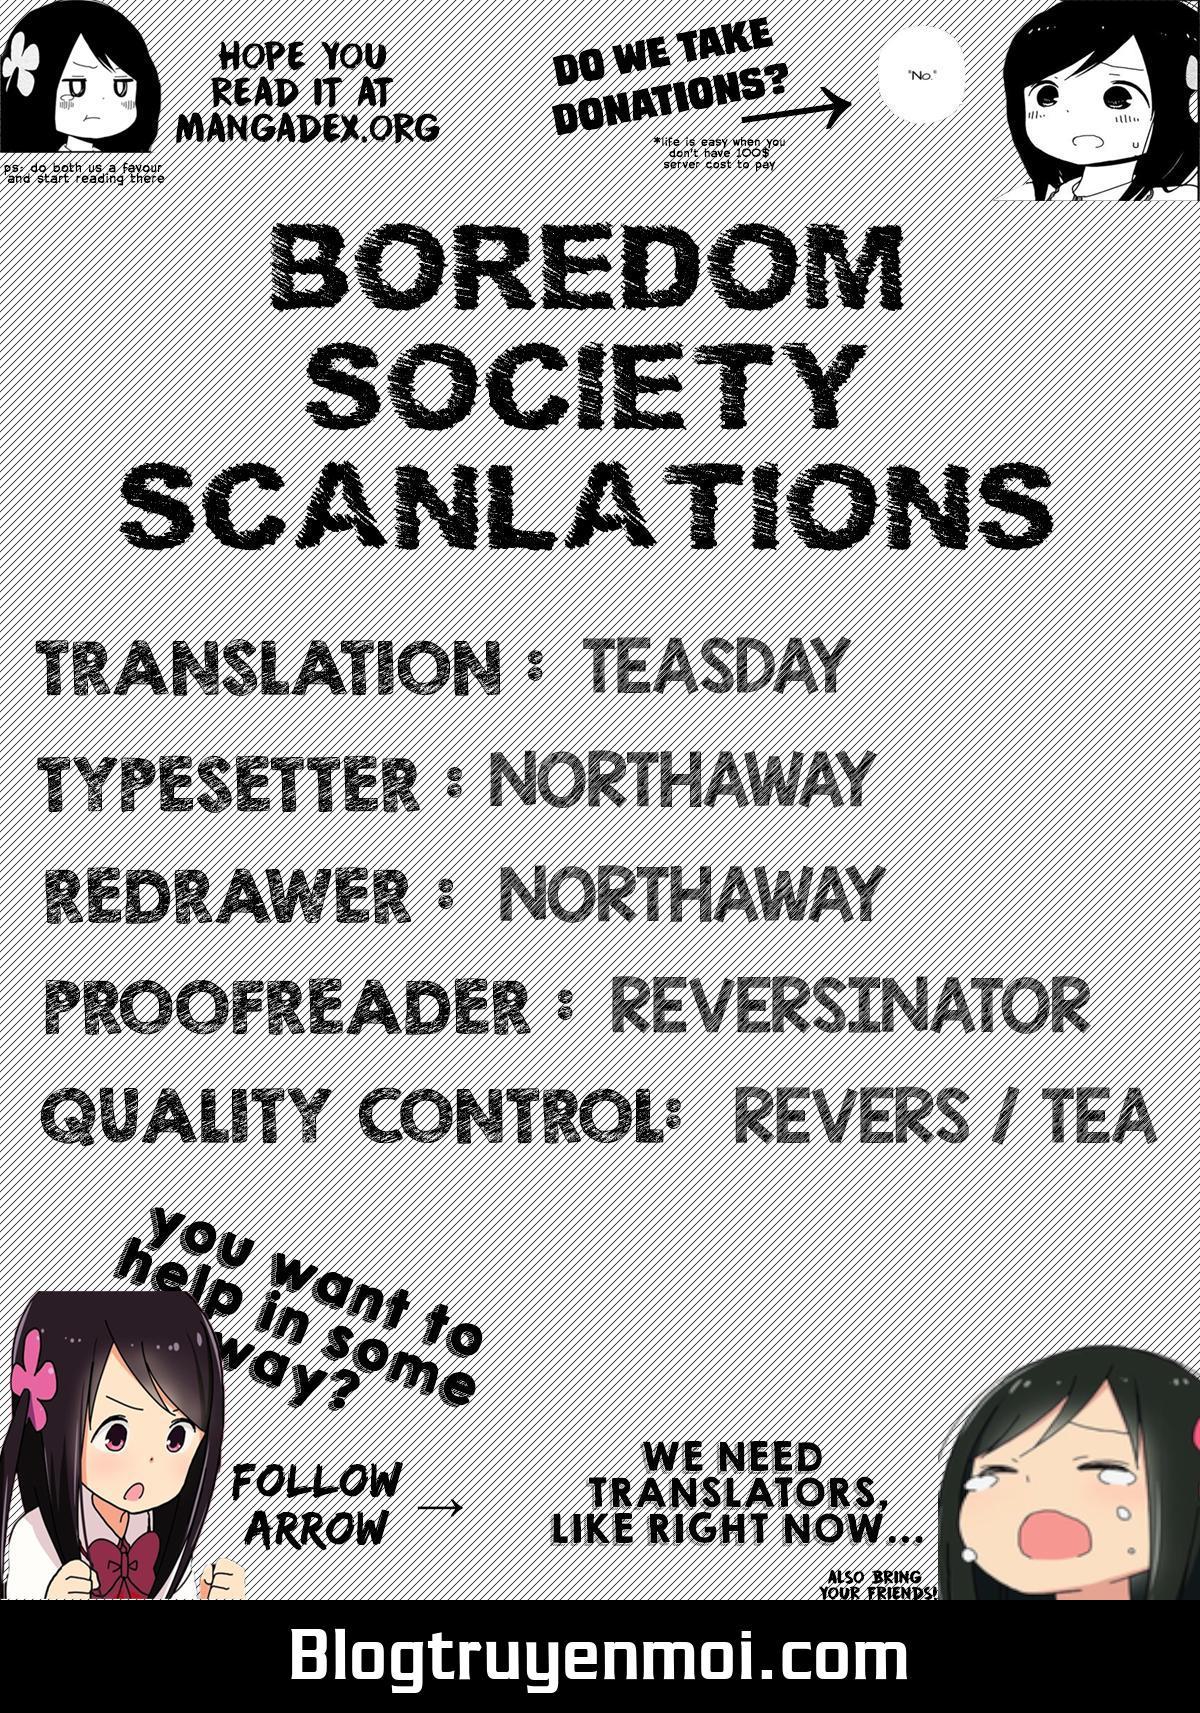 HOPE YOU
READ IT AT
MANGADEX.ORG
ps: do both us a favour
and start reading there
DO WE TAKE
DONATIONS?
"No."
*life is easy when you
don't have 100$
server cost to pay
BOREDOM
SOCIETY
SCANLATIONS
TRANSLATION : TEASDAY
TYPESETTER : NORTHAWAY
REDRAWER : NORTHAWAY
PROOFREADER : REVERSINATOR
QUALITY CONTROL: REVERS / TEA
you want to
help in some
way?
FOLLOW
ARROW →
WE NEED
TRANSLATORS,
LIKE RIGHT NOW...
ALSO BRING
YOUR FRIENDS!
Blogtruyenmoi.com